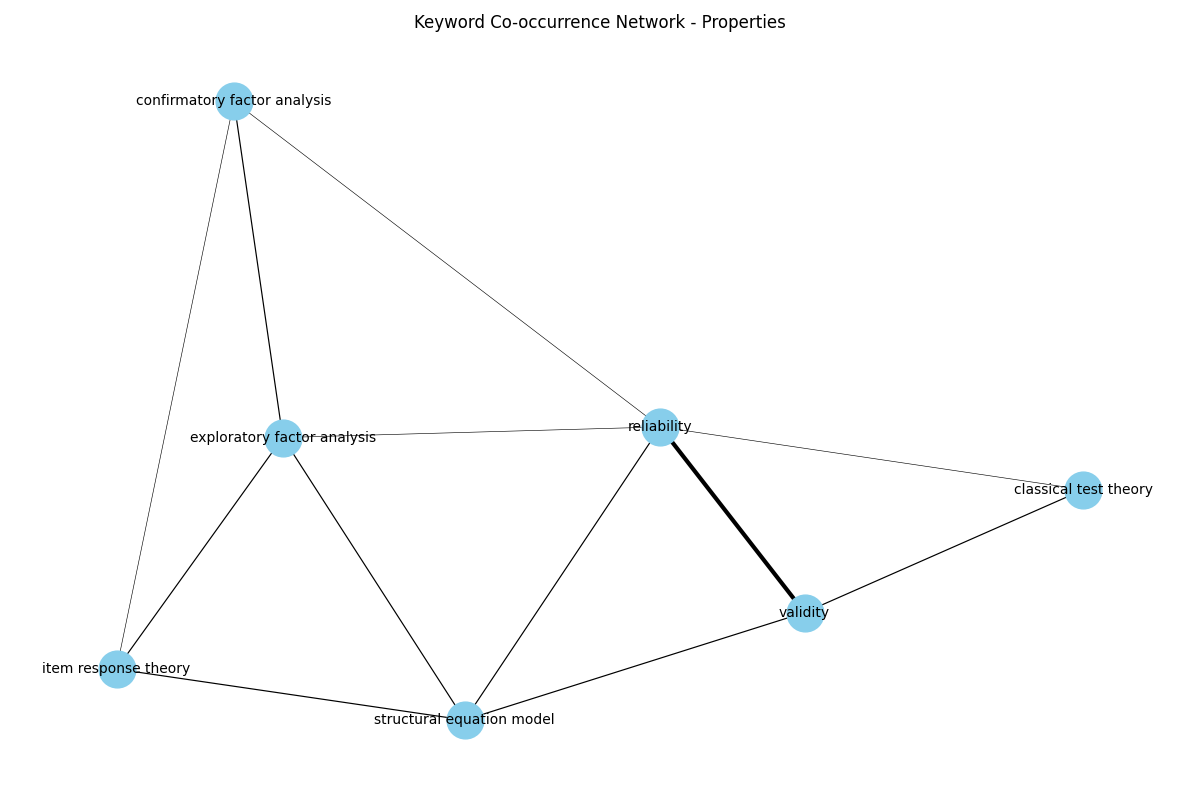 Keyword Co-occurrence Network - Properties
confirmatory factor analysis
reliability
exploratory factor analysis
classical test theory
validity
item response theory
structural equation model